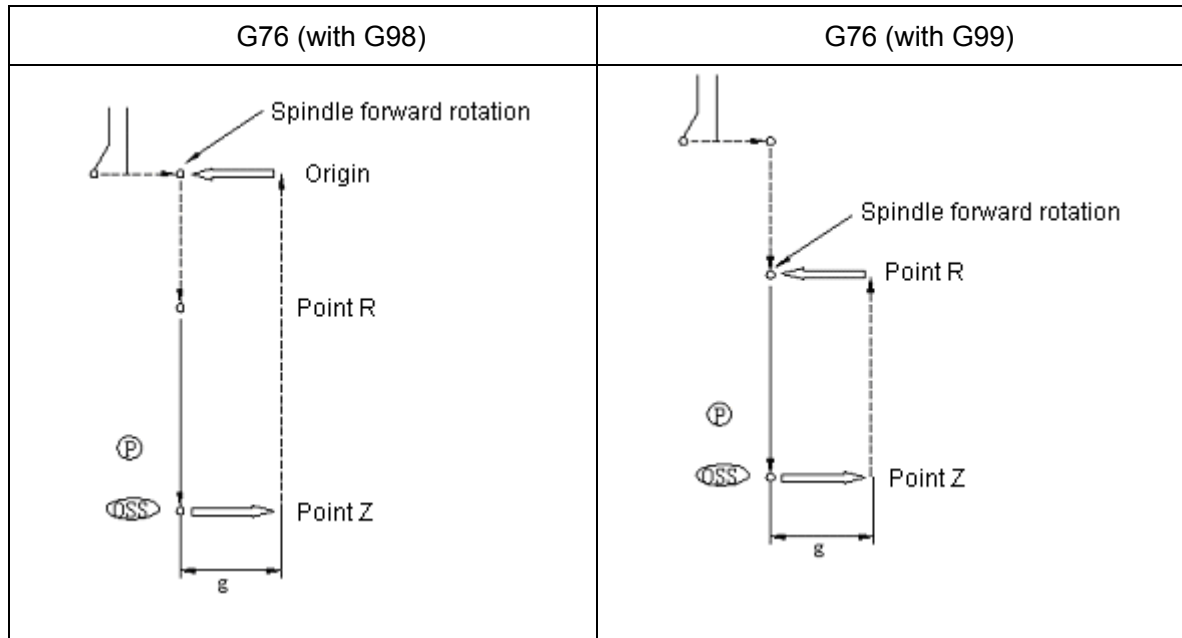 G76 (with G98)
G76 (with G99)
Spindle forward rotation
Origin
Point R
P
OSS
Point Z
g
Spindle forward rotation
Point R
P
OSS
Point Z
g